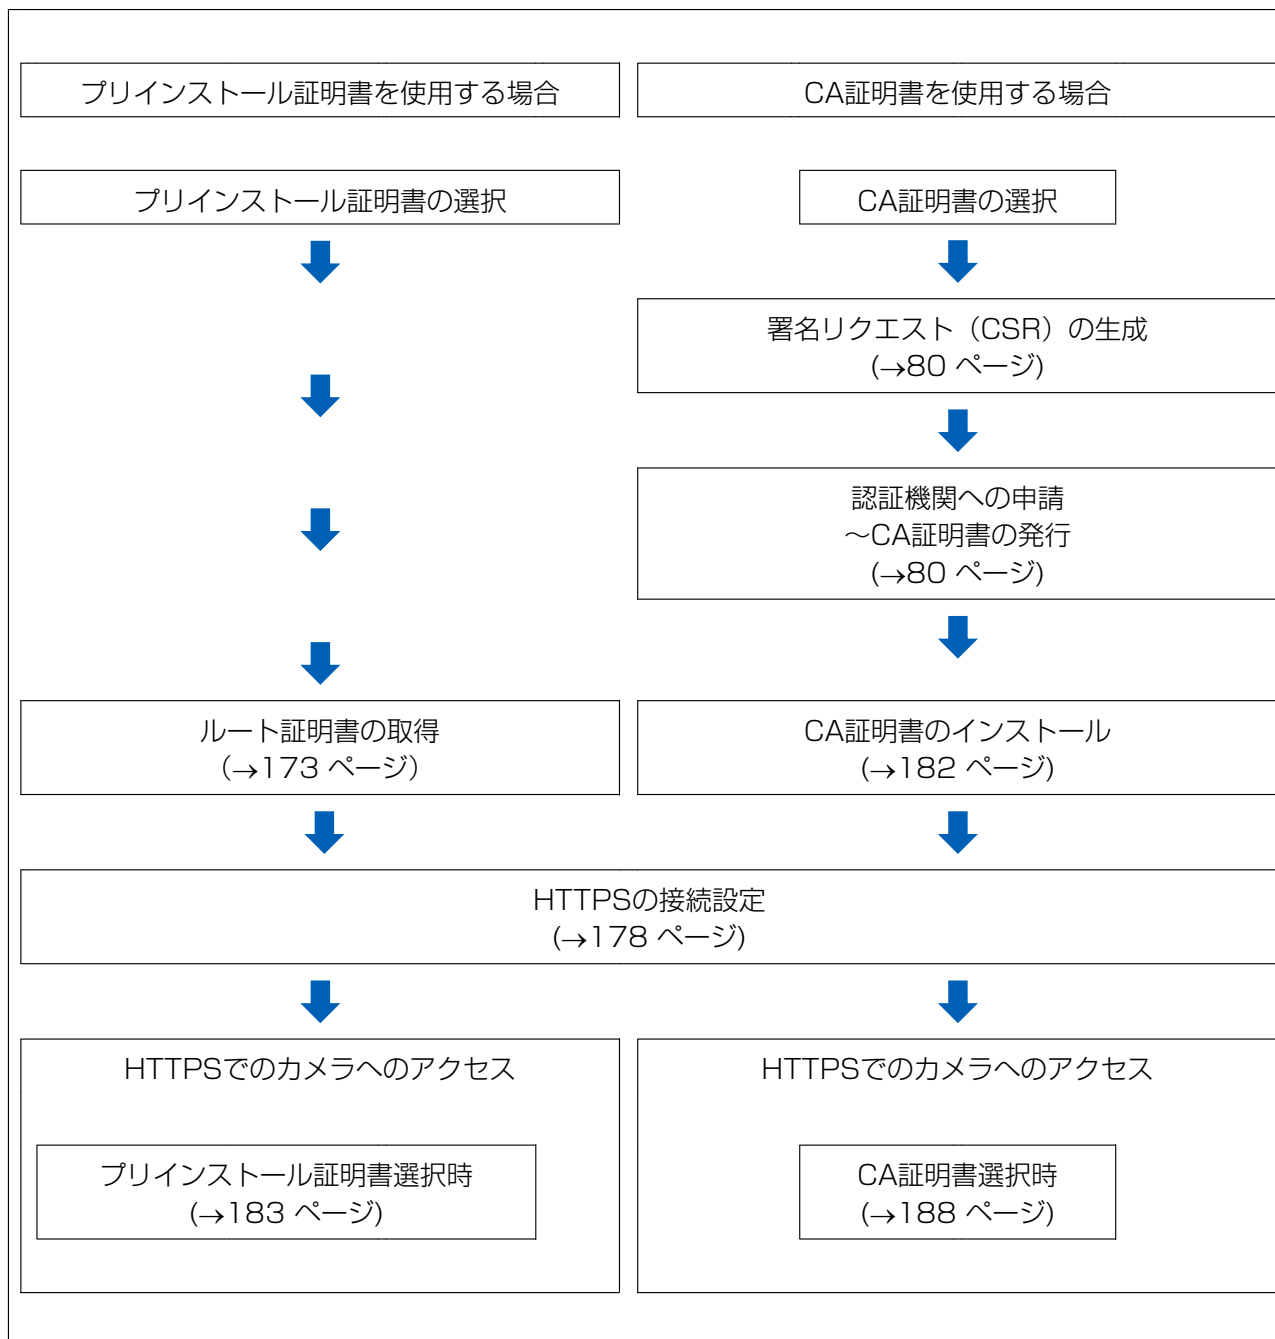 プリインストール証明書を使用する場合
CA証明書を使用する場合
プリインストール証明書の選択
CA証明書の選択
署名リクエスト（CSR）の生成
(→80 ページ)
認証機関への申請
～CA証明書の発行
(→80 ページ)
ルート証明書の取得
（→173 ページ）
CA証明書のインストール
(→182 ページ)
HTTPSの接続設定
(→178 ページ)
HTTPSでのカメラへのアクセス
プリインストール証明書選択時
(→183 ページ)
HTTPSでのカメラへのアクセス
CA証明書選択時
(→188 ページ)